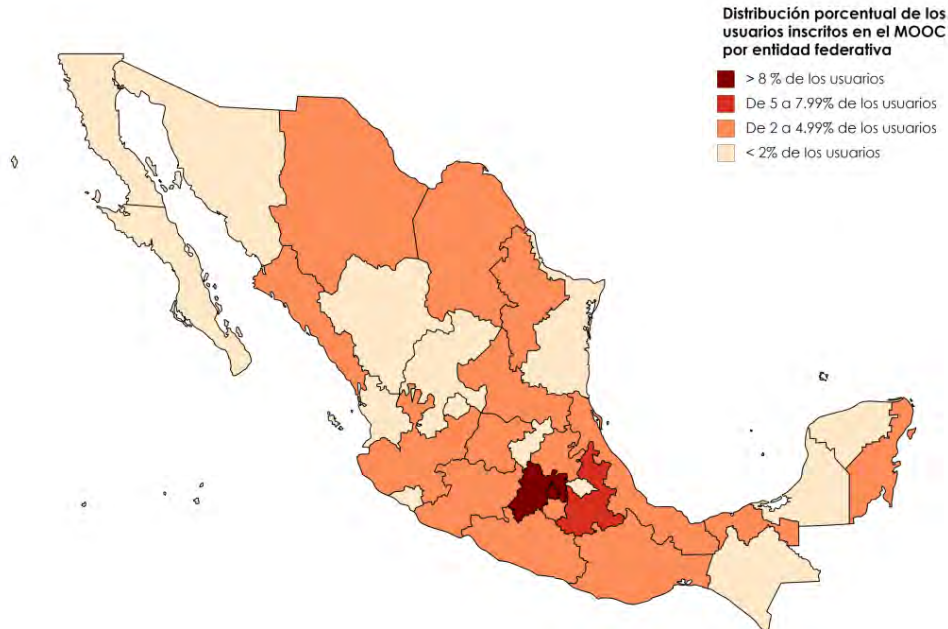 Distribución porcentual de los
usuarios inscritos en el MOOC
por entidad federativa
> 8 % de los usuarios
De 5 a 7.99% de los usuarios
De 2 a 4.99% de los usuarios
< 2% de los usuarios